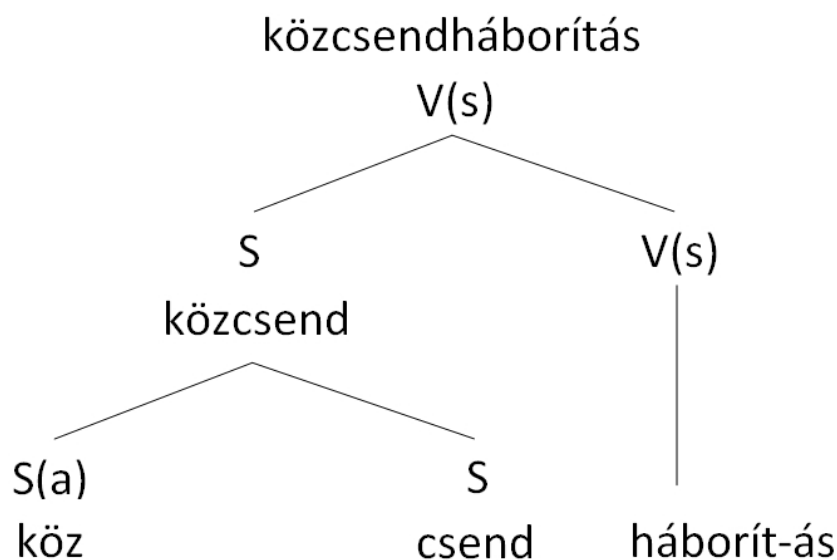 közcsendháborítás
V(s)
S V(s)
közcsend
S(a) S
köz csend háborít-ás